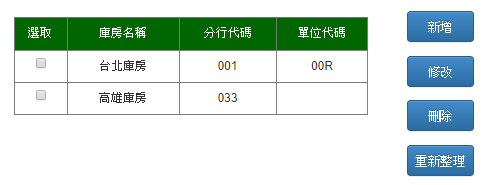 選取 庫房名稱 分行代碼 單位代碼
台北庫房 001 00R
高雄庫房 033
新增
修改
刪除
重新整理